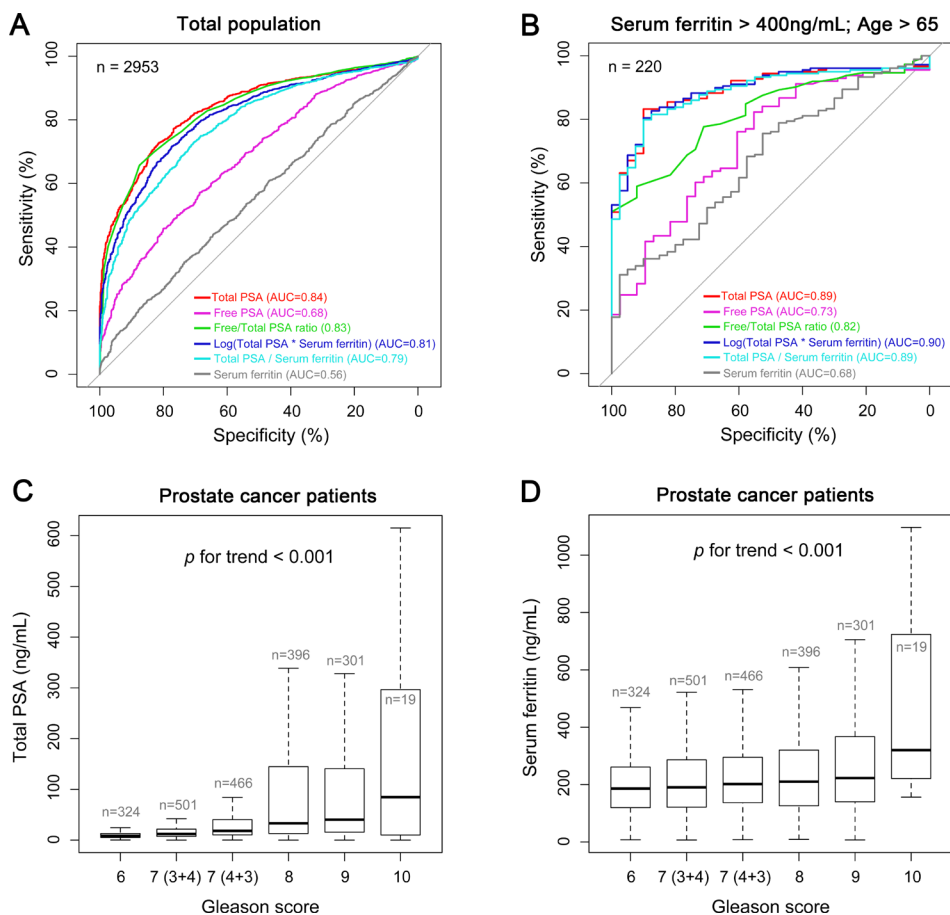 A
Total population
n = 2953
Sensitivity (%)
100
80
60
40
20
0
Total PSA (AUC=0.84)
Free PSA (AUC=0.68)
Free/Total PSA ratio (0.83)
Log(Total PSA * Serum ferritin) (AUC=0.81)
Total PSA / Serum ferritin (AUC=0.79)
Serum ferritin (AUC=0.56)
100 80 60 40 20 0
Specificity (%)
B
Serum ferritin > 400ng/mL; Age > 65
n = 220
Sensitivity (%)
100
80
60
40
20
0
Total PSA (AUC=0.89)
Free PSA (AUC=0.73)
Free/Total PSA ratio (0.82)
Log(Total PSA * Serum ferritin) (AUC=0.90)
Total PSA / Serum ferritin (AUC=0.89)
Serum ferritin (AUC=0.68)
100 80 60 40 20 0
Specificity (%)
C
Prostate cancer patients
p for trend < 0.001
Total PSA (ng/mL)
600
500
400
300
200
100
0
n=324
n=501
n=466
n=396
n=301
n=19
6 7 (3+4) 7 (4+3) 8 9 10
Gleason score
D
Prostate cancer patients
p for trend < 0.001
Serum ferritin (ng/mL)
1000
800
600
400
200
0
n=324
n=501
n=466
n=396
n=301
n=19
6 7 (3+4) 7 (4+3) 8 9 10
Gleason score